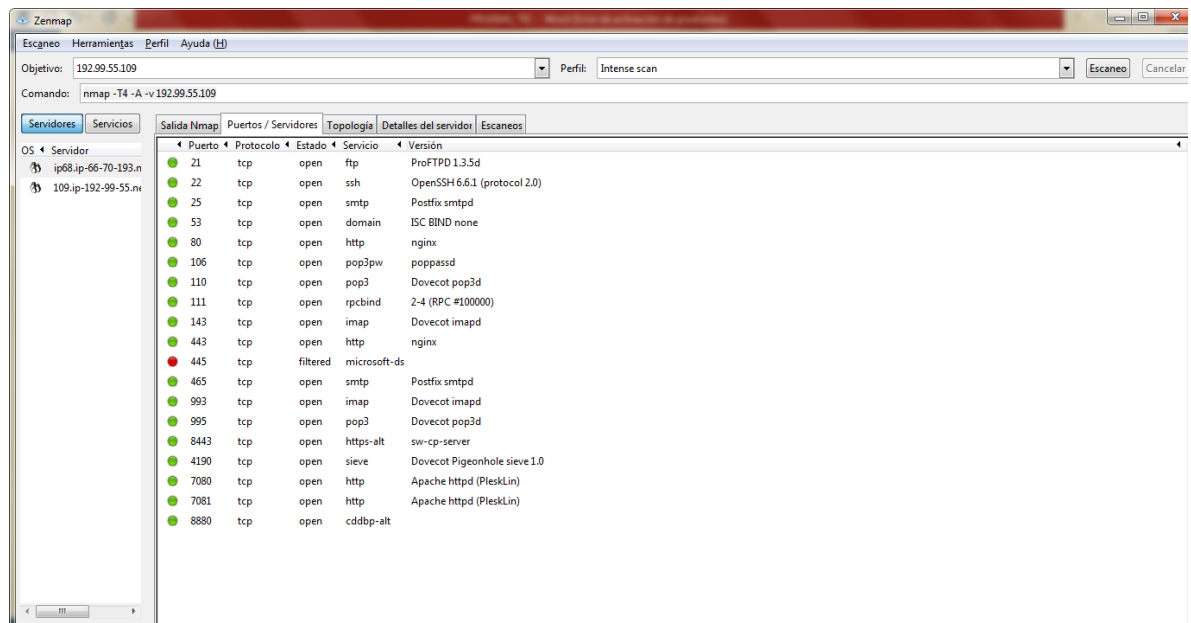 Zenmap
Escaneo Herramientas Perfil Ayuda (H)
Objetivo: 192.99.55.109 Perfil: Intense scan Escaneo Cancelar
Comando: nmap -T4 -A -v 192.99.55.109
Servidores Servicios Salida Nmap Puertos / Servidores Topología Detalles del servidor Escaneos
OS Servidor
ip68.ip-66-70-193.n
109.ip-192-99-55.ne
Puerto Protocolo Estado Servicio Versión
21 tcp open ftp ProFTPD 1.3.5d
22 tcp open ssh OpenSSH 6.6.1 (protocol 2.0)
25 tcp open smtp Postfix smtpd
53 tcp open domain ISC BIND none
80 tcp open http nginx
106 tcp open pop3pw poppassd
110 tcp open pop3 Dovecot pop3d
111 tcp open rpcbind 2-4 (RPC #100000)
143 tcp open imap Dovecot imapd
443 tcp open http nginx
445 tcp filtered microsoft-ds
465 tcp open smtp Postfix smtpd
993 tcp open imap Dovecot imapd
995 tcp open pop3 Dovecot pop3d
8443 tcp open https-alt sw-cp-server
4190 tcp open sieve Dovecot Pigeonhole sieve 1.0
7080 tcp open http Apache httpd (PleskLin)
7081 tcp open http Apache httpd (PleskLin)
8880 tcp open cddbp-alt